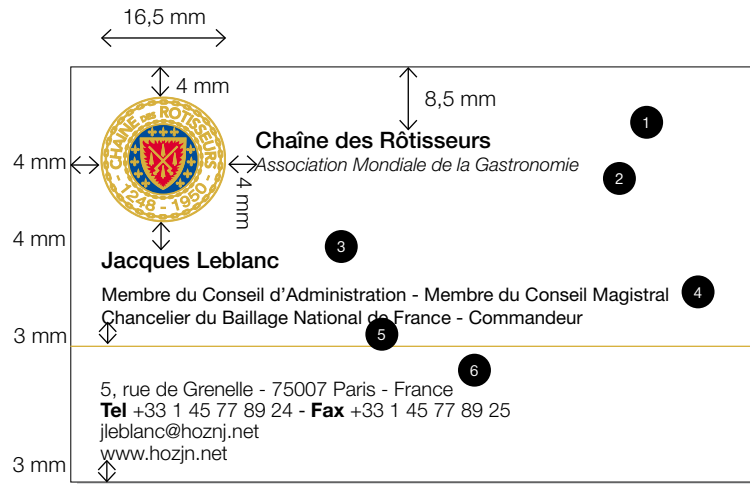 16,5 mm
4 mm
8,5 mm
1
CHAÎNE DES RÔTISSEURS
1248 - 1950
Chaîne des Rôtisseurs
Association Mondiale de la Gastronomie
4 mm
4 mm
2
4 mm
3
Jacques Leblanc
Membre du Conseil d'Administration - Membre du Conseil Magistral
4
Chancelier du Baillage National de France - Commandeur
3 mm
5
6
5, rue de Grenelle - 75007 Paris - France
Tel +33 1 45 77 89 24 - Fax +33 1 45 77 89 25
jleblanc@hoznj.net
www.hozjn.net
3 mm